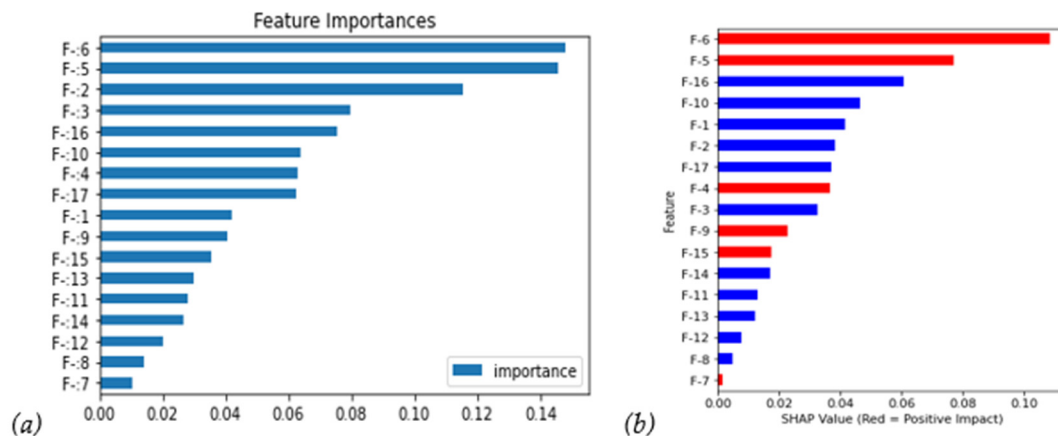 Feature Importances
F-:6
F-:5
F-:2
F-:3
F-:16
F-:10
F-:4
F-:17
F-:1
F-:9
F-:15
F-:13
F-:11
F-:14
F-:12
F-:8
F-:7
importance
0.00 0.02 0.04 0.06 0.08 0.10 0.12 0.14
(a)
F-6
F-5
F-16
F-10
F-1
F-2
F-17
F-4
F-3
F-9
F-15
F-14
F-11
F-13
F-12
F-8
F-7
Feature
0.00 0.02 0.04 0.06 0.08 0.10
SHAP Value (Red = Positive Impact)
(b)